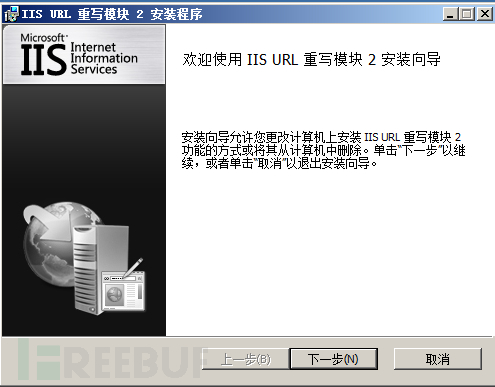 IIS URL 重写模块 2 安装程序
Microsoft
IIS Internet
Information
Services
欢迎使用 IIS URL 重写模块 2 安装向导
安装向导允许您更改计算机上安装 IIS URL 重写模块 2
功能的方式或将其从计算机中删除。单击“下一步”以继
续，或者单击“取消”以退出安装向导。
REEBUF
上一步(B) 下一步(N) 取消